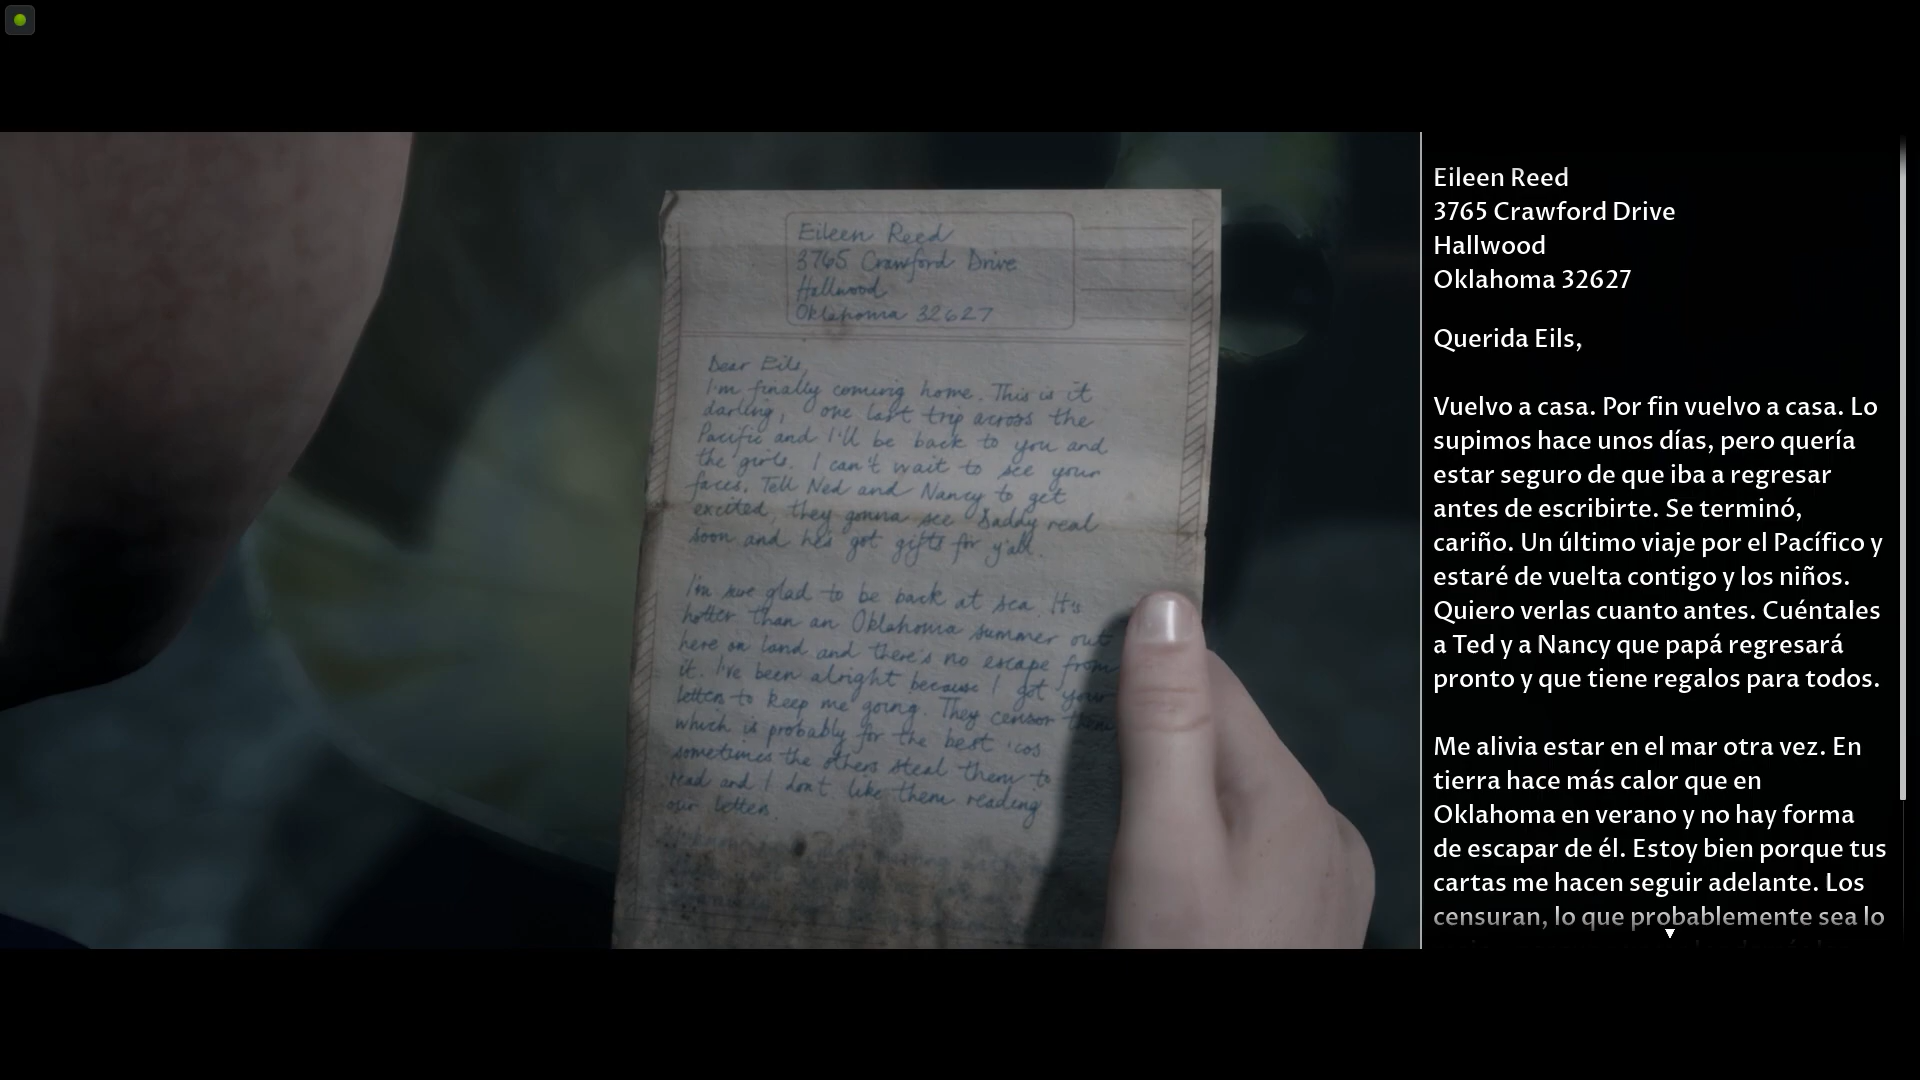 Eileen Reed
3765 Crawford Drive
Hallwood
Oklahoma 32627
Dear Eils,
I'm finally coming home. This is it
darling, one last trip across the
Pacific and I'll be back to you and
the girls. I can't wait to see your
faces. Tell Ned and Nancy to get
excited, they gonna see Daddy real
soon and he's got gifts for y'all.
I'm sure glad to be back at sea. It's
hotter than an Oklahoma summer out
here on land and there's no escape from
it. I've been alright because I got your
letters to keep me going. They censor them
which is probably for the best 'cos
sometimes the others steal them to
read and I don't like them reading
our letters.
Eileen Reed
3765 Crawford Drive
Hallwood
Oklahoma 32627
Querida Eils,
Vuelvo a casa. Por fin vuelvo a casa. Lo
supimos hace unos días, pero quería
estar seguro de que iba a regresar
antes de escribirte. Se terminó,
cariño. Un último viaje por el Pacífico y
estaré de vuelta contigo y los niños.
Quiero verlas cuanto antes. Cuéntales
a Ted y a Nancy que papá regresará
pronto y que tiene regalos para todos.
Me alivia estar en el mar otra vez. En
tierra hace más calor que en
Oklahoma en verano y no hay forma
de escapar de él. Estoy bien porque tus
cartas me hacen seguir adelante. Los
censuran, lo que probablemente sea lo